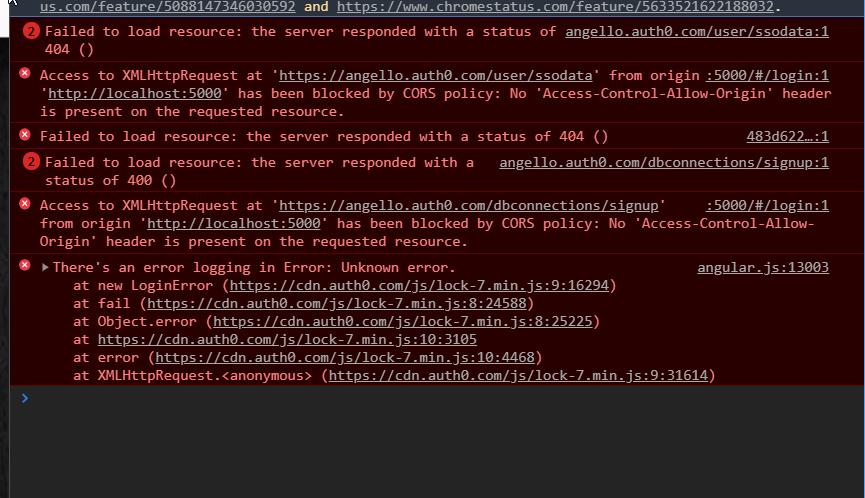 us.com/feature/5088147346030592 and https://www.chromestatus.com/feature/5633521622188032.
2 Failed to load resource: the server responded with a status of angello.auth0.com/user/ssodata:1
404 ()
Access to XMLHttpRequest at 'https://angello.auth0.com/user/ssodata' from origin :5000/#/login:1
'http://localhost:5000' has been blocked by CORS policy: No 'Access-Control-Allow-Origin' header
is present on the requested resource.
Failed to load resource: the server responded with a status of 404 () 483d622…:1
2 Failed to load resource: the server responded with a angello.auth0.com/dbconnections/signup:1
status of 400 ()
Access to XMLHttpRequest at 'https://angello.auth0.com/dbconnections/signup' :5000/#/login:1
from origin 'http://localhost:5000' has been blocked by CORS policy: No 'Access-Control-Allow-
Origin' header is present on the requested resource.
There's an error logging in Error: Unknown error. angular.js:13003
at new LoginError (https://cdn.auth0.com/js/lock-7.min.js:9:16294)
at fail (https://cdn.auth0.com/js/lock-7.min.js:8:24588)
at Object.error (https://cdn.auth0.com/js/lock-7.min.js:8:25225)
at https://cdn.auth0.com/js/lock-7.min.js:10:3105
at error (https://cdn.auth0.com/js/lock-7.min.js:10:4468)
at XMLHttpRequest.<anonymous> (https://cdn.auth0.com/js/lock-7.min.js:9:31614)